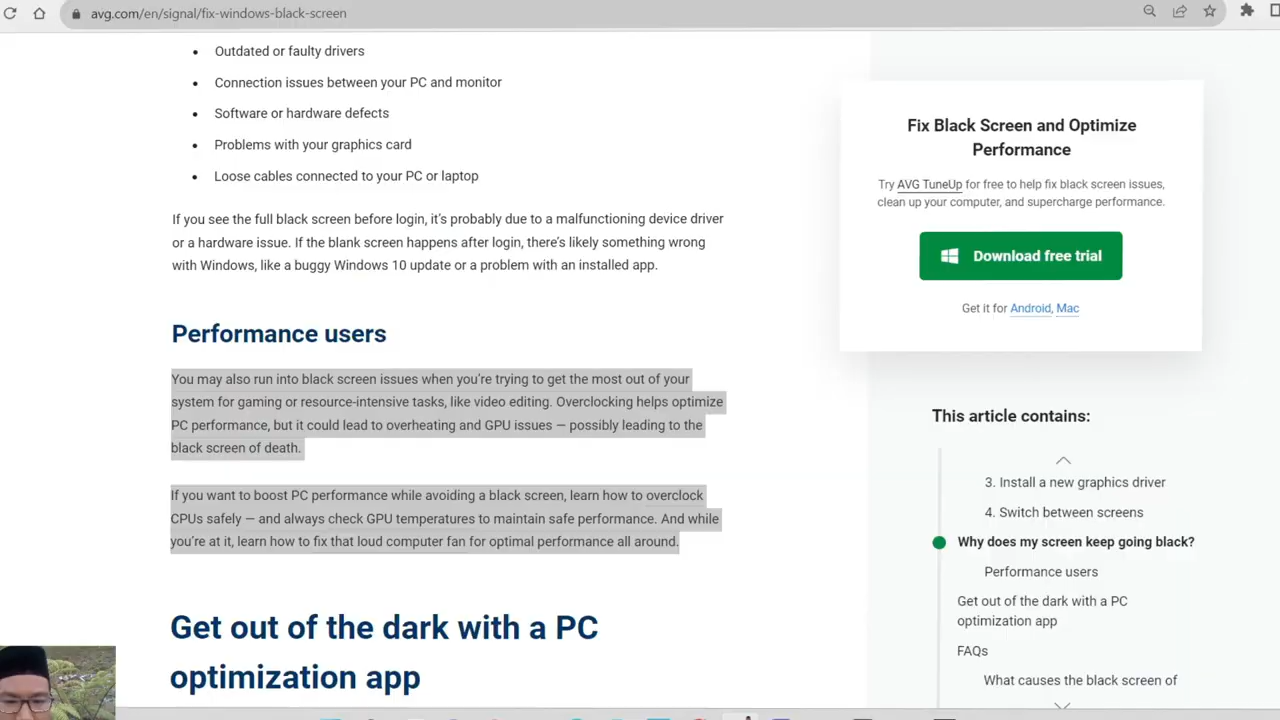 avg.com/en/signal/fix-windows-black-screen
Outdated or faulty drivers
Connection issues between your PC and monitor
Software or hardware defects
Problems with your graphics card
Loose cables connected to your PC or laptop
If you see the full black screen before login, it's probably due to a malfunctioning device driver
or a hardware issue. If the blank screen happens after login, there's likely something wrong
with Windows, like a buggy Windows 10 update or a problem with an installed app.
Performance users
You may also run into black screen issues when you're trying to get the most out of your
system for gaming or resource-intensive tasks, like video editing. Overclocking helps optimize
PC performance, but it could lead to overheating and GPU issues — possibly leading to the
black screen of death.
If you want to boost PC performance while avoiding a black screen, learn how to overclock
CPUs safely — and always check GPU temperatures to maintain safe performance. And while
you're at it, learn how to fix that loud computer fan for optimal performance all around.
Get out of the dark with a PC
optimization app
Fix Black Screen and Optimize
Performance
Try AVG TuneUp for free to help fix black screen issues,
clean up your computer, and supercharge performance.
Download free trial
Get it for Android, Mac
This article contains:
3. Install a new graphics driver
4. Switch between screens
Why does my screen keep going black?
Performance users
Get out of the dark with a PC
optimization app
FAQs
What causes the black screen of